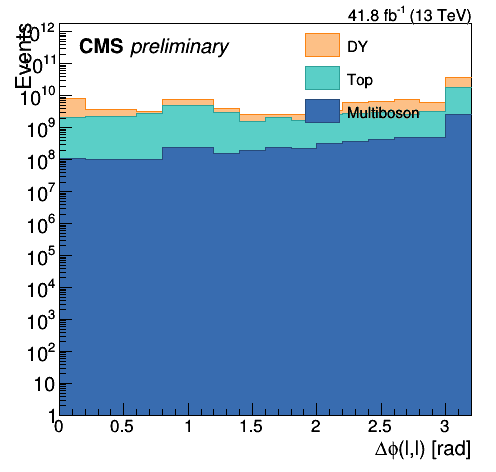 41.8 fb⁻¹ (13 TeV)
Events
CMS preliminary
DY
Top
Multiboson
10¹¹
10¹⁰
10⁹
10⁸
10⁷
10⁶
10⁵
10⁴
10³
10²
10
1
0 0.5 1 1.5 2 2.5 3
Δϕ(l,l) [rad]